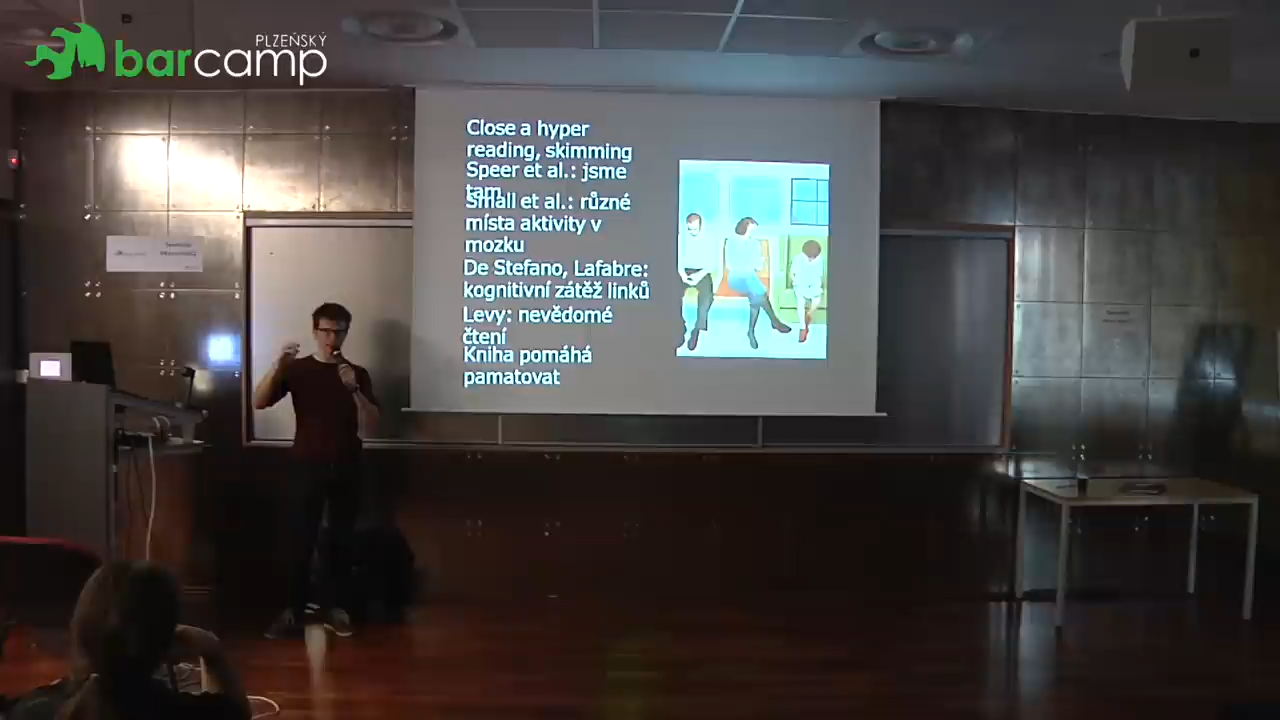 PLZEŇSKÝ
barcamp
Close a hyper
reading, skimming
Speer et al.: jsme
tam
Small et al.: různé
místa aktivity v
mozku
De Stefano, Lafabre:
kognitivní zátěž linků
Levy: nevědomé
čtení
Kniha pomáhá
pamatovat